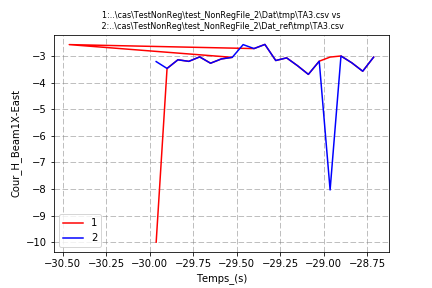 1:..\cas\TestNonReg\test_NonRegFile_2\Dat\tmp\TA3.csv vs
2:..\cas\TestNonReg\test_NonRegFile_2\Dat_ref\tmp\TA3.csv
Cour_H_Beam1X-East
−3
−4
−5
−6
−7
−8
−9
−10
1
2
−30.50 −30.25 −30.00 −29.75 −29.50 −29.25 −29.00 −28.75
Temps_(s)